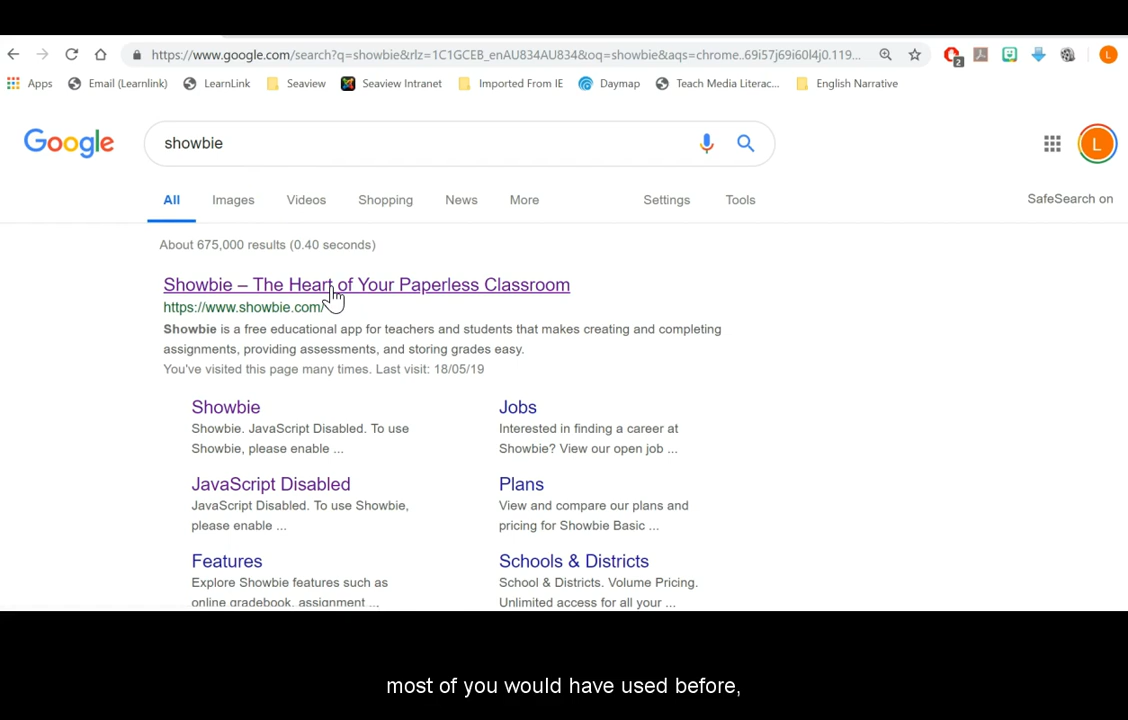 https://www.google.com/search?q=showbie&rlz=1C1GCEB_enAU834AU834&oq=showbie&aqs=chrome..69i57j69i60l4j0.119...
2
L
Apps Email (Learnlink) LearnLink Seaview Seaview Intranet Imported From IE Daymap Teach Media Literac... English Narrative
Google
showbie
L
All Images Videos Shopping News More Settings Tools SafeSearch on
About 675,000 results (0.40 seconds)
Showbie – The Heart of Your Paperless Classroom
https://www.showbie.com/
Showbie is a free educational app for teachers and students that makes creating and completing
assignments, providing assessments, and storing grades easy.
You've visited this page many times. Last visit: 18/05/19
Showbie
Showbie. JavaScript Disabled. To use
Showbie, please enable ...
Jobs
Interested in finding a career at
Showbie? View our open job ...
JavaScript Disabled
JavaScript Disabled. To use Showbie,
please enable ...
Plans
View and compare our plans and
pricing for Showbie Basic ...
Features
Explore Showbie features such as
online gradebook, assignment ...
Schools & Districts
School & Districts. Volume Pricing.
Unlimited access for all your ...
most of you would have used before,